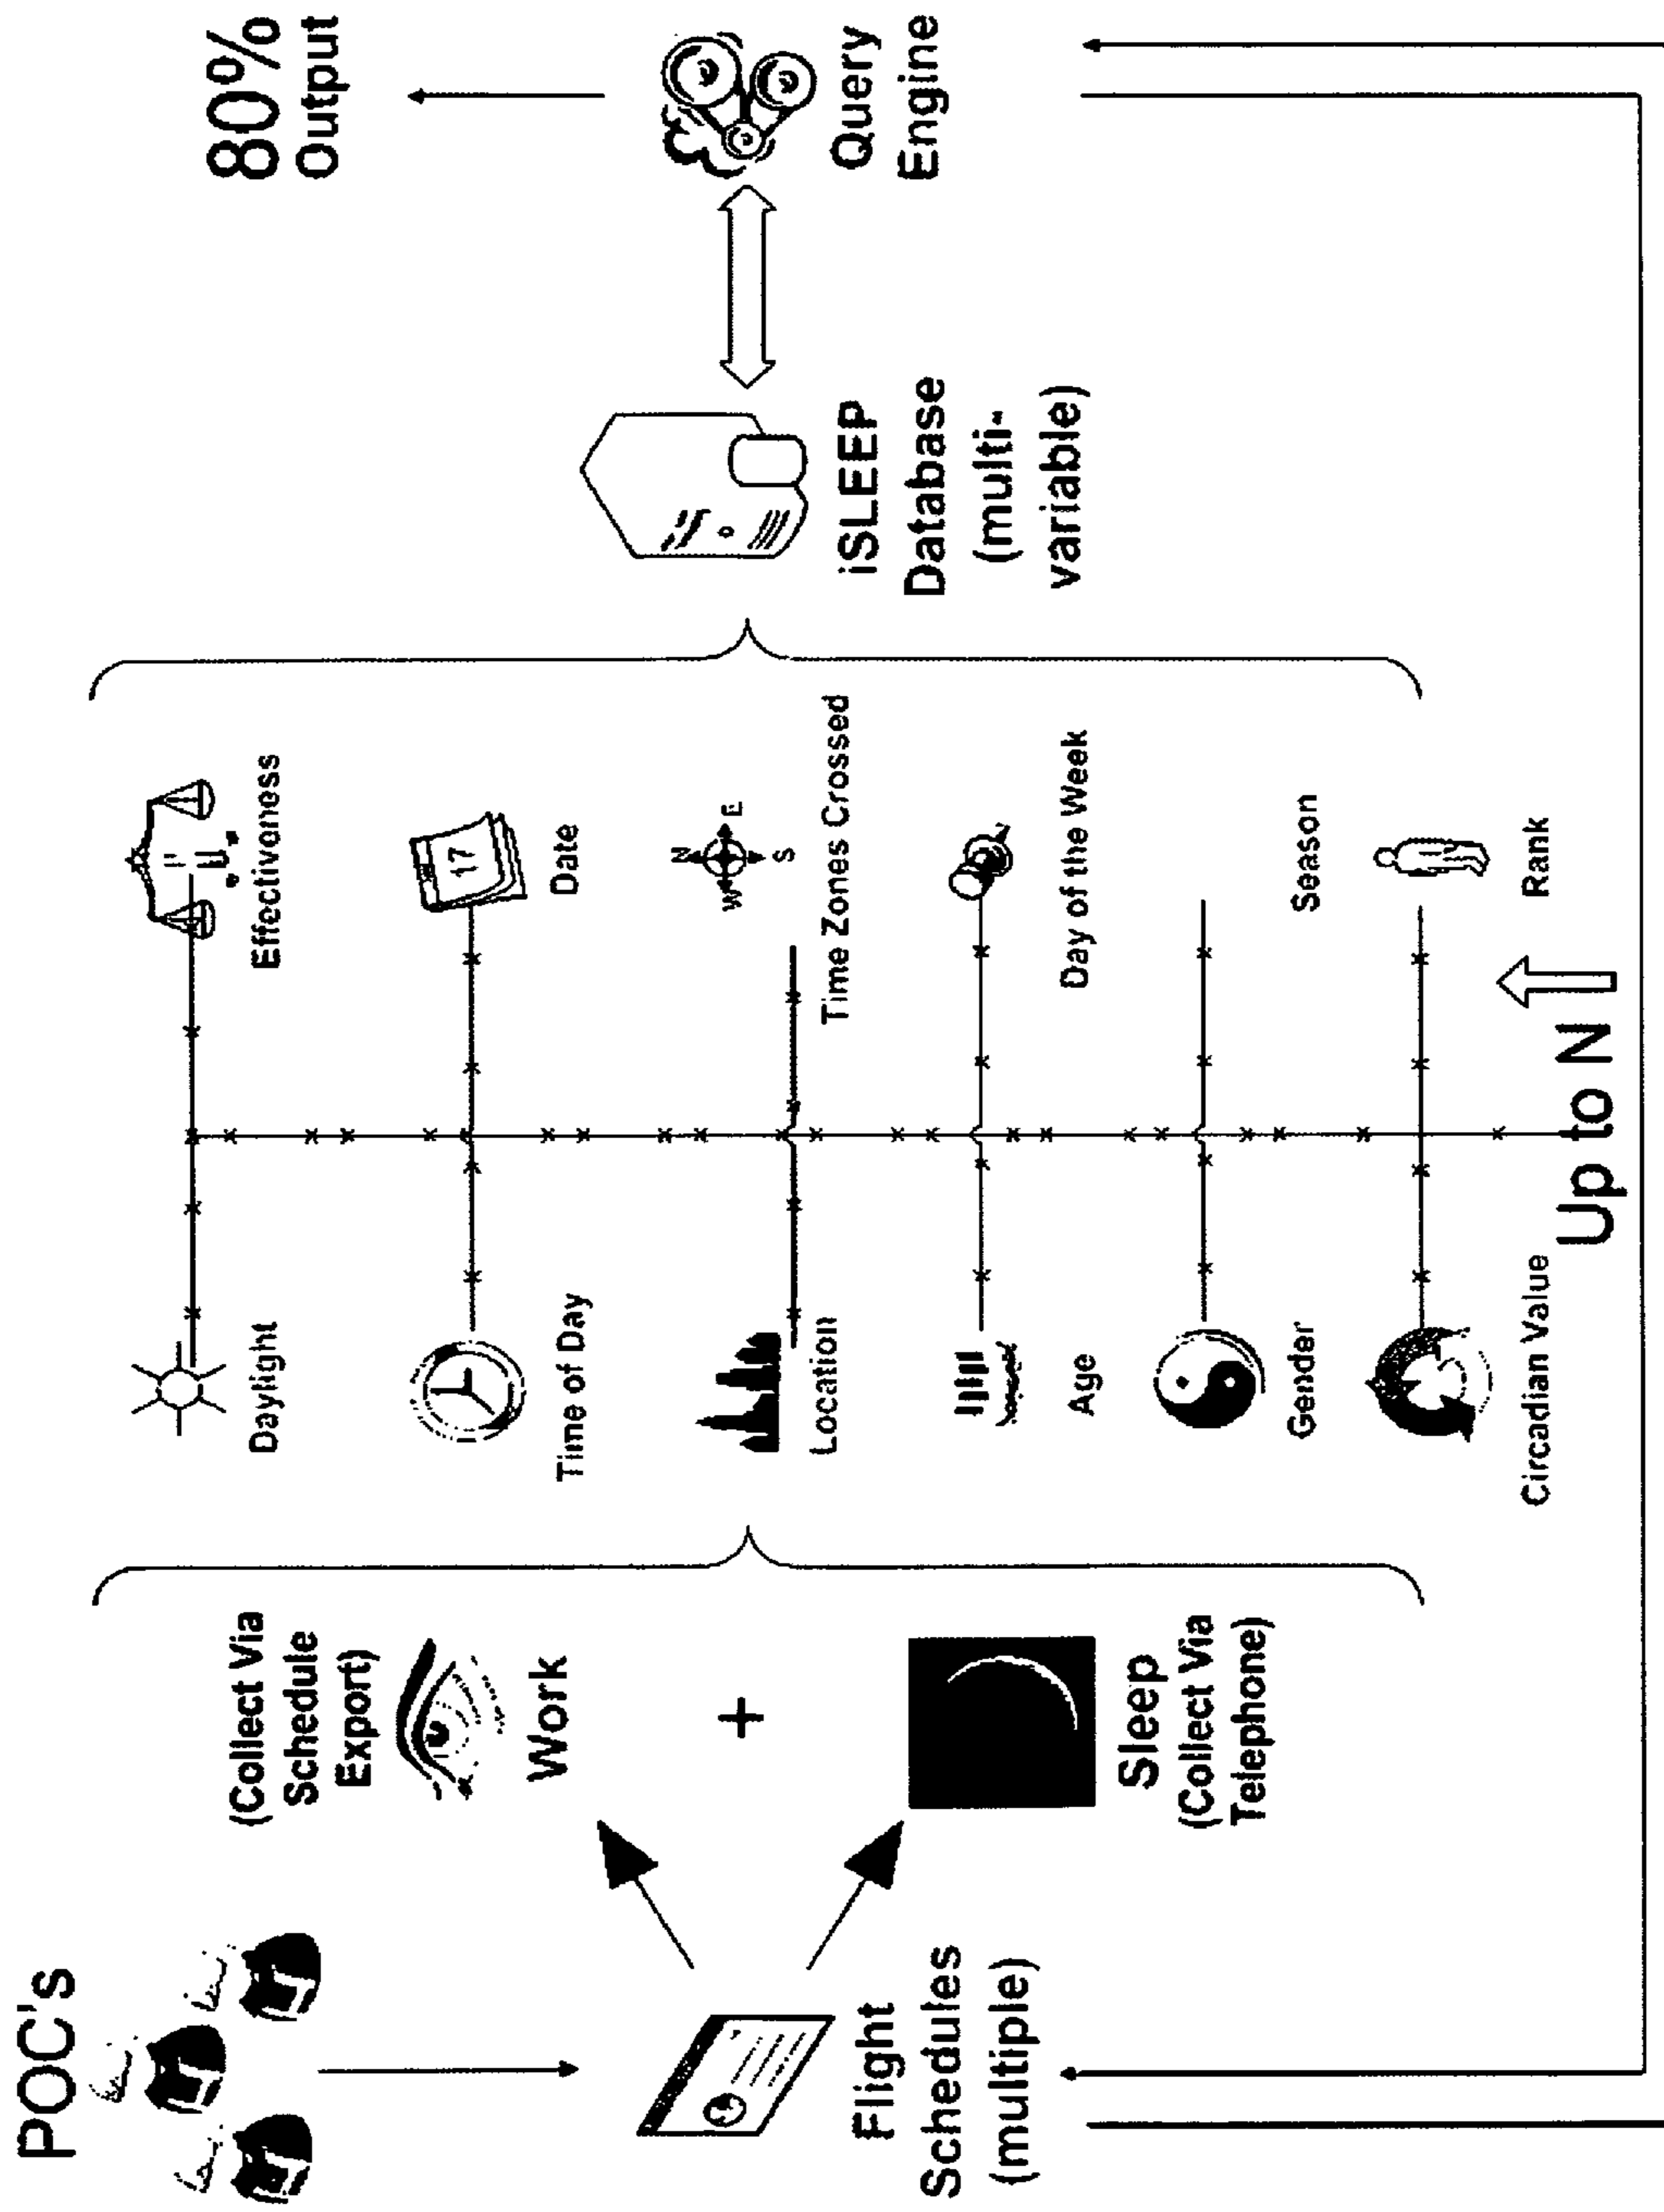 POC's
Flight
Schedules
(multiple)
(Collect Via
Schedule
Export)
Work
+
Sleep
(Collect Via
Telephone)
Daylight
Effectiveness
Time of Day
17
Date
Location
N
W
E
S
Time Zones Crossed
Age
Day of the Week
Gender
Season
Circadian Value
Rank
Up to N
iSLEEP
Database
(multi-
variable)
Query
Engine
80%
Output